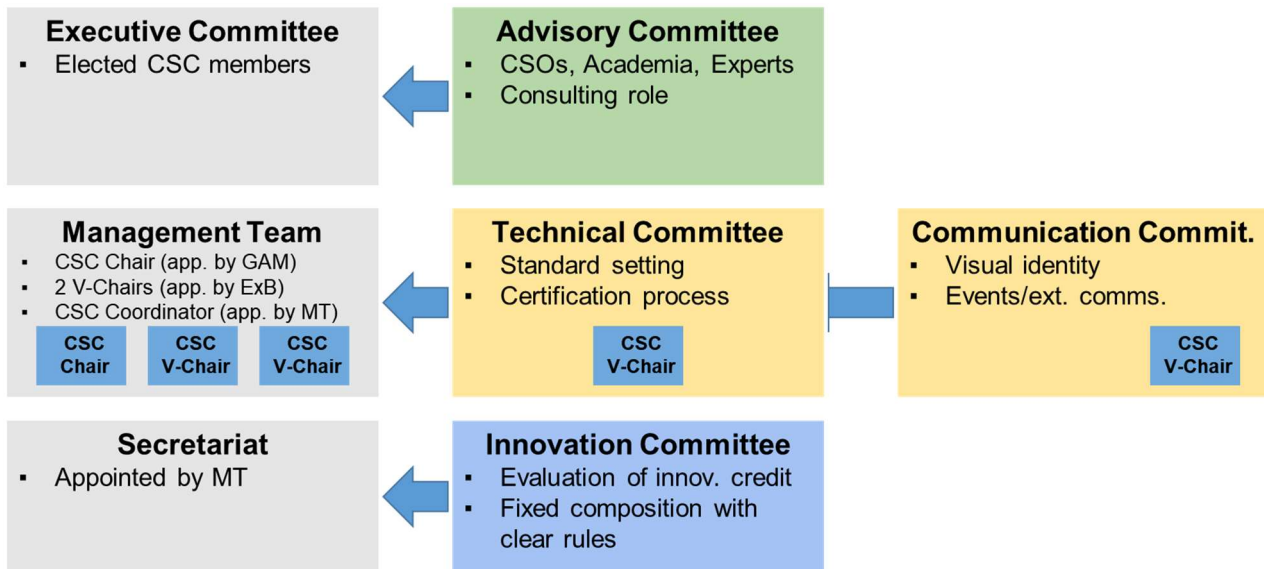 Executive Committee
▪ Elected CSC members
Advisory Committee
▪ CSOs, Academia, Experts
▪ Consulting role
Management Team
▪ CSC Chair (app. by GAM)
▪ 2 V-Chairs (app. by ExB)
▪ CSC Coordinator (app. by MT)
CSC
Chair
CSC
V-Chair
CSC
V-Chair
Technical Committee
▪ Standard setting
▪ Certification process
CSC
V-Chair
Communication Commit.
▪ Visual identity
▪ Events/ext. comms.
CSC
V-Chair
Secretariat
▪ Appointed by MT
Innovation Committee
▪ Evaluation of innov. credit
▪ Fixed composition with
clear rules